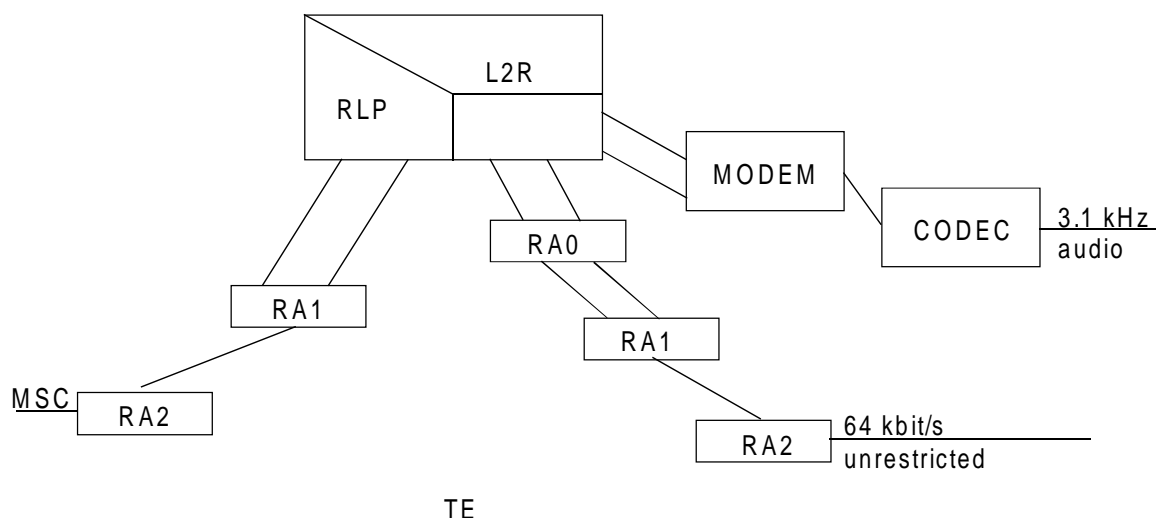 L2R
RLP
MODEM
CODEC
3.1 kHz
audio
RA0
RA1
RA1
MSC
RA2
RA2
64 kbit/s
unrestricted
TE